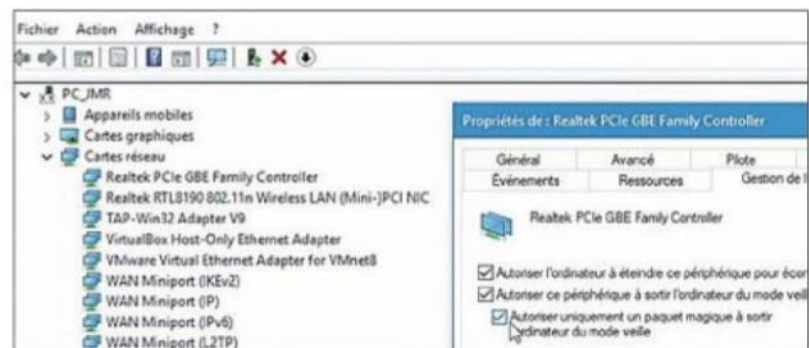 Fichier Action Affichage ?
PC_JMR
Appareils mobiles
Cartes graphiques
Cartes réseau
Realtek PCIe GBE Family Controller
Realtek RTL8190 802.11n Wireless LAN (Mini-)PCI NIC
TAP-Win32 Adapter V9
VirtualBox Host-Only Ethernet Adapter
VMware Virtual Ethernet Adapter for VMnet8
WAN Miniport (IKEv2)
WAN Miniport (IP)
WAN Miniport (IPv6)
WAN Miniport (L2TP)
Propriétés de : Realtek PCIe GBE Family Controller
Général Avancé Pilote
Événements Ressources Gestion de l
Realtek PCIe GBE Family Controller
Autoriser l'ordinateur à éteindre ce périphérique pour écon
Autoriser ce périphérique à sortir l'ordinateur du mode veill
Autoriser uniquement un paquet magique à sortir
ordinateur du mode veille